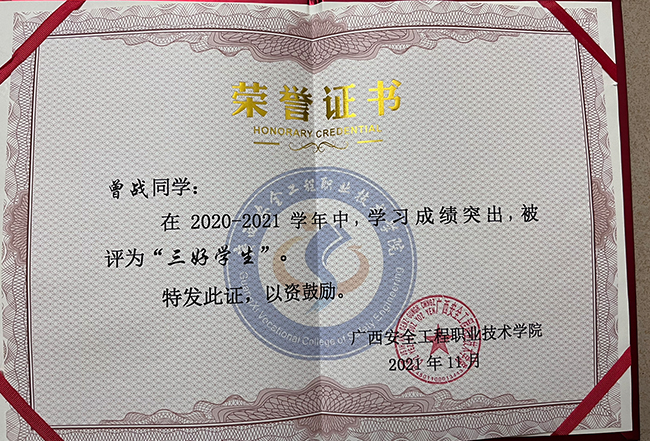 荣誉证书
HONORARY CREDENTIAL
曾战同学：
在 2020-2021 学年中，学习成绩突出，被
评为“三好学生”。
特发此证，以资鼓励。
广西安全工程职业技术学院
2021 年 11 月